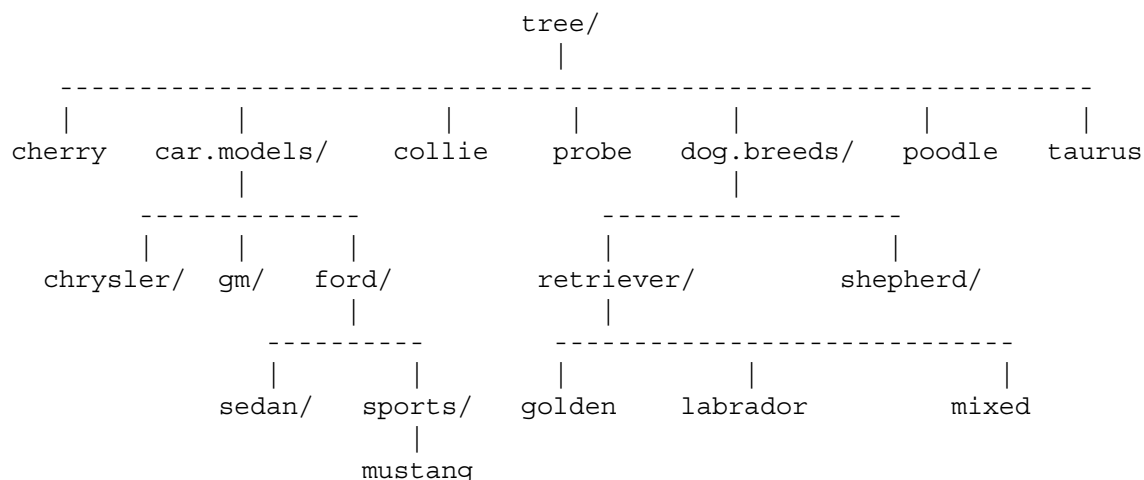 tree/
cherry car.models/ collie probe dog.breeds/ poodle taurus
chrysler/ gm/ ford/ retriever/ shepherd/
sedan/ sports/ golden labrador mixed
mustang